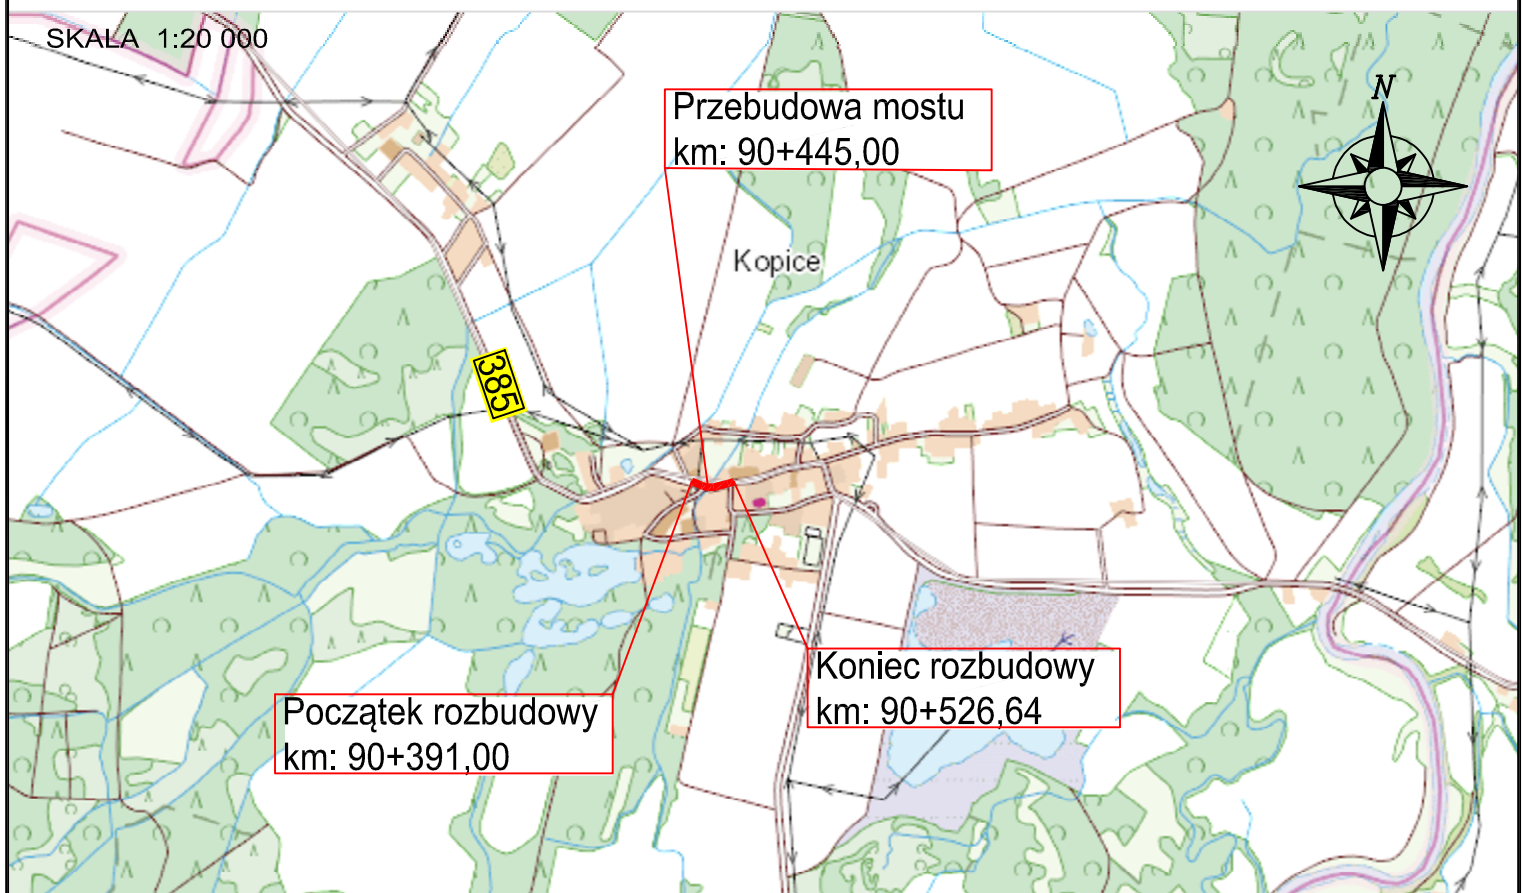 SKALA 1:20 000
N
Przebudowa mostu
km: 90+445,00
Kopice
385
Koniec rozbudowy
km: 90+526,64
Początek rozbudowy
km: 90+391,00